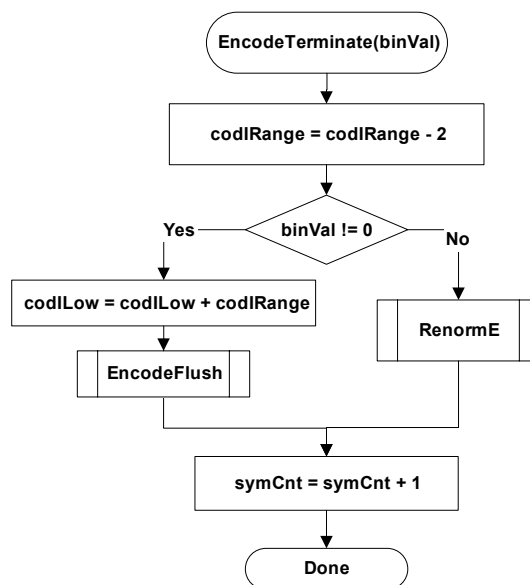 EncodeTerminate(binVal)
codIRange = codIRange - 2
binVal != 0
Yes
No
codILow = codILow + codIRange
RenormE
EncodeFlush
symCnt = symCnt + 1
Done